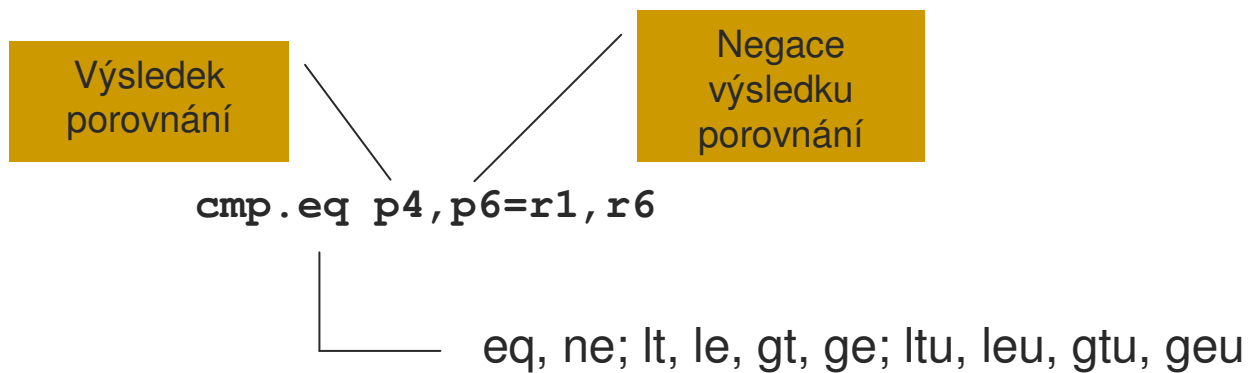 Výsledek
porovnání
Negace
výsledku
porovnání
cmp.eq p4,p6=r1,r6
eq, ne; lt, le, gt, ge; ltu, leu, gtu, geu